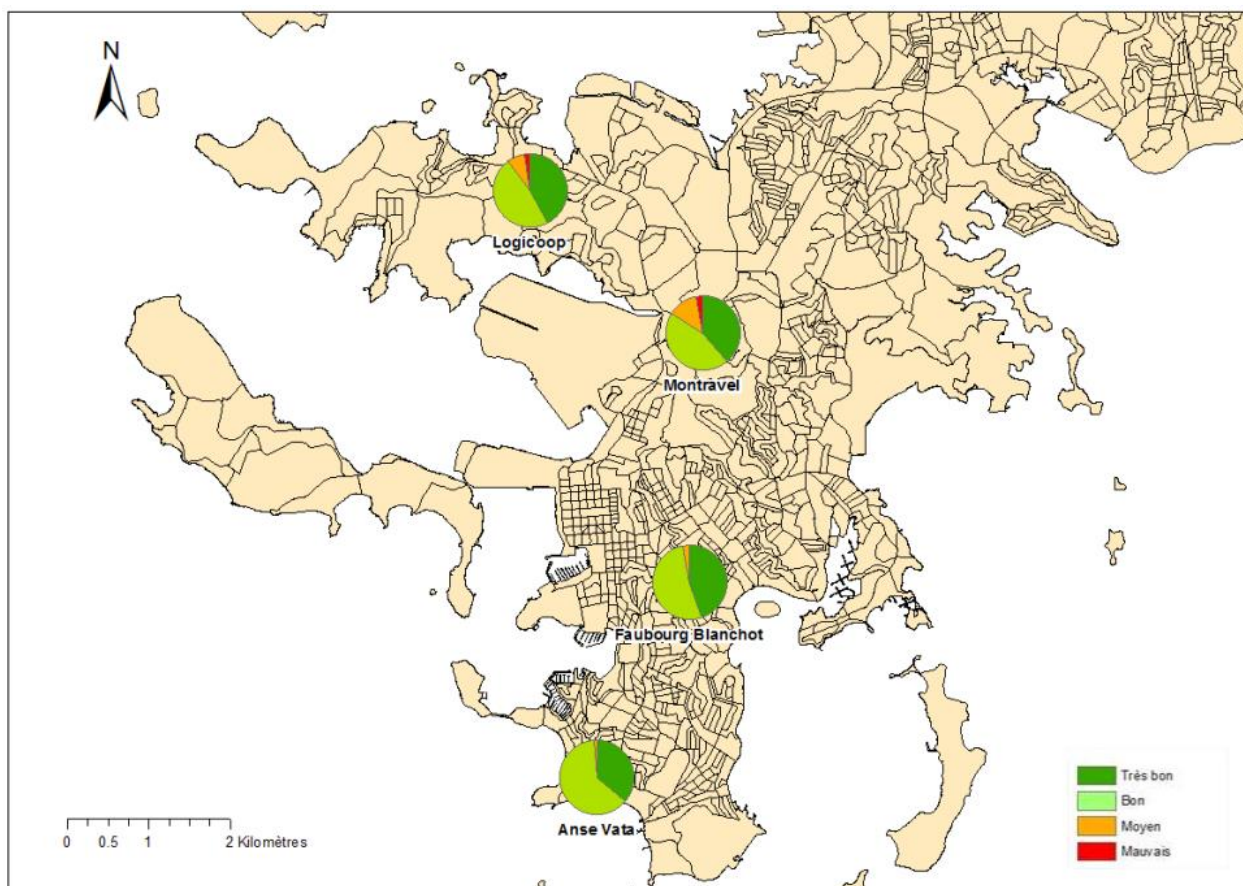 N
Logicoop
Montravel
Faubourg Blanchot
Anse Vata
Très bon
Bon
Moyen
Mauvais
0 0.5 1 2 Kilomètres